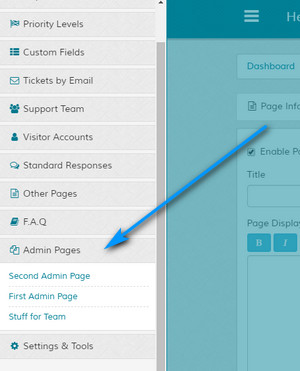 Priority Levels
Custom Fields
Tickets by Email
Support Team
Visitor Accounts
Standard Responses
Other Pages
F.A.Q
Admin Pages
Second Admin Page
First Admin Page
Stuff for Team
Settings & Tools
He
Dashboard
Page Info
Enable Pa
Title
Page Display
B
I